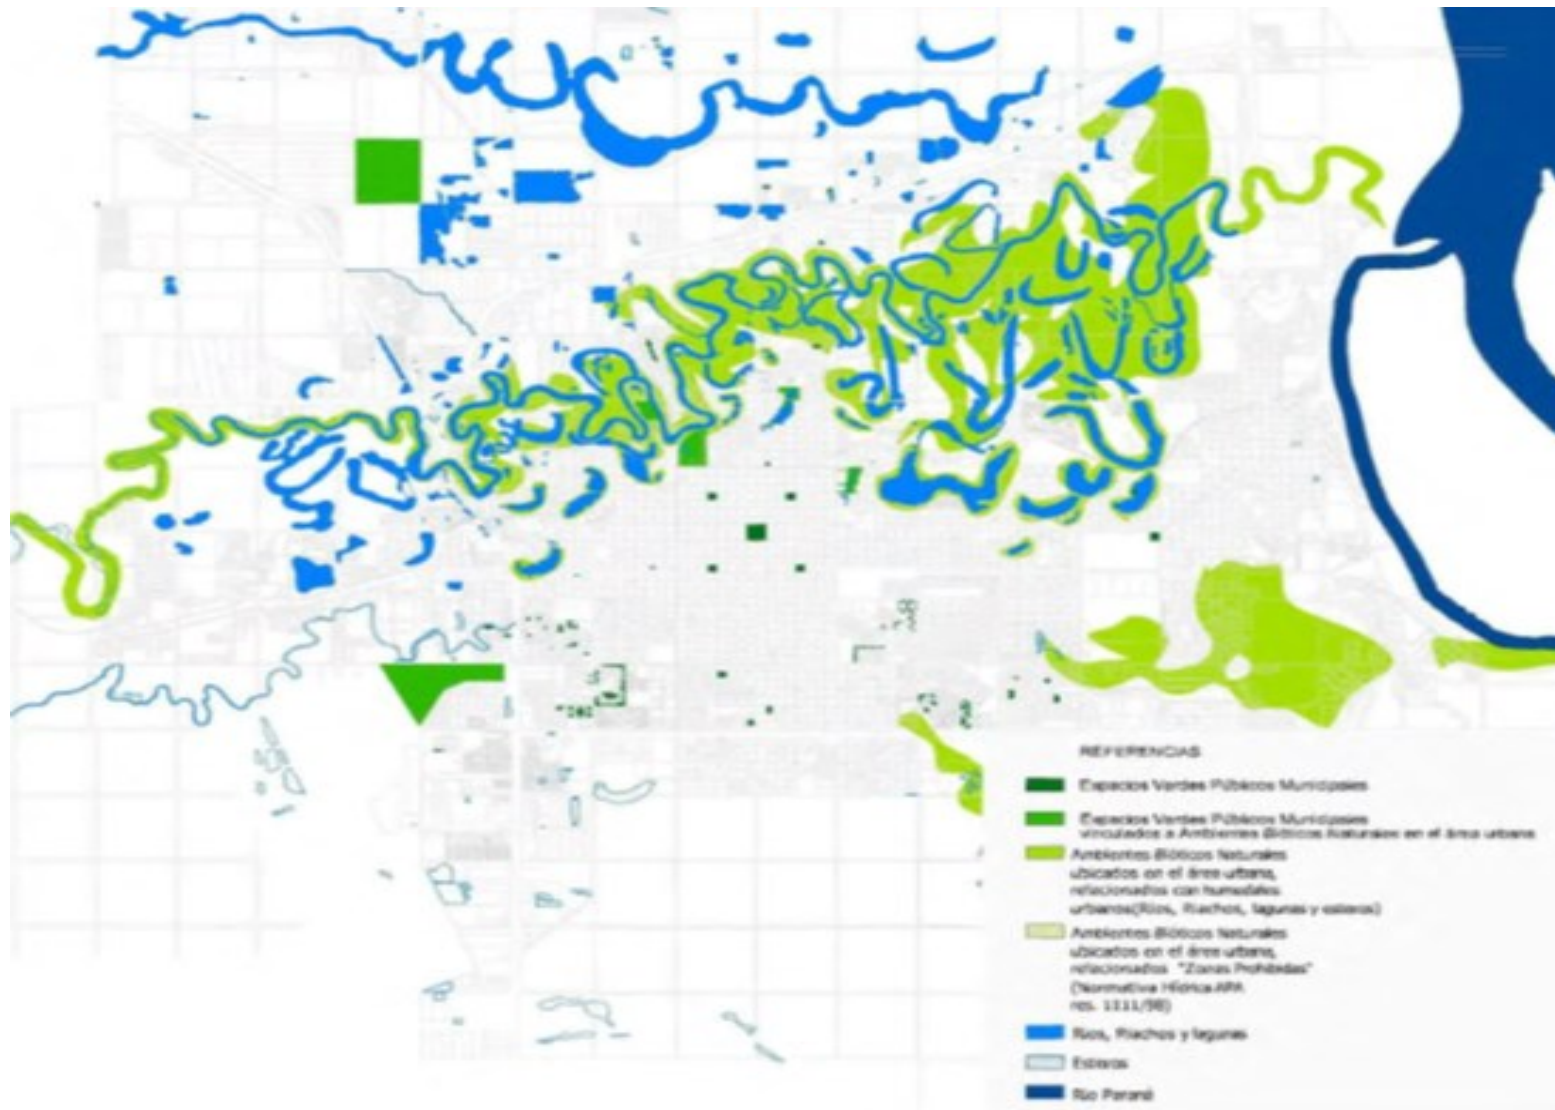 REFERENCIAS
Espacios Verdes Públicos Municipales
Espacios Verdes Públicos Municipales
vinculados a Ambientes Bióticos Naturales en el área urbana
Ambientes Bióticos Naturales
ubicados en el área urbana,
relacionados con humedales
urbanos(Ríos, Riachos, lagunas y esteros)
Ambientes Bióticos Naturales
ubicados en el área urbana,
relacionados "Zonas Prohibidas"
(Normativa Hídrica APA
res. 1111/98)
Ríos, Riachos y lagunas
Esteros
Río Paraná